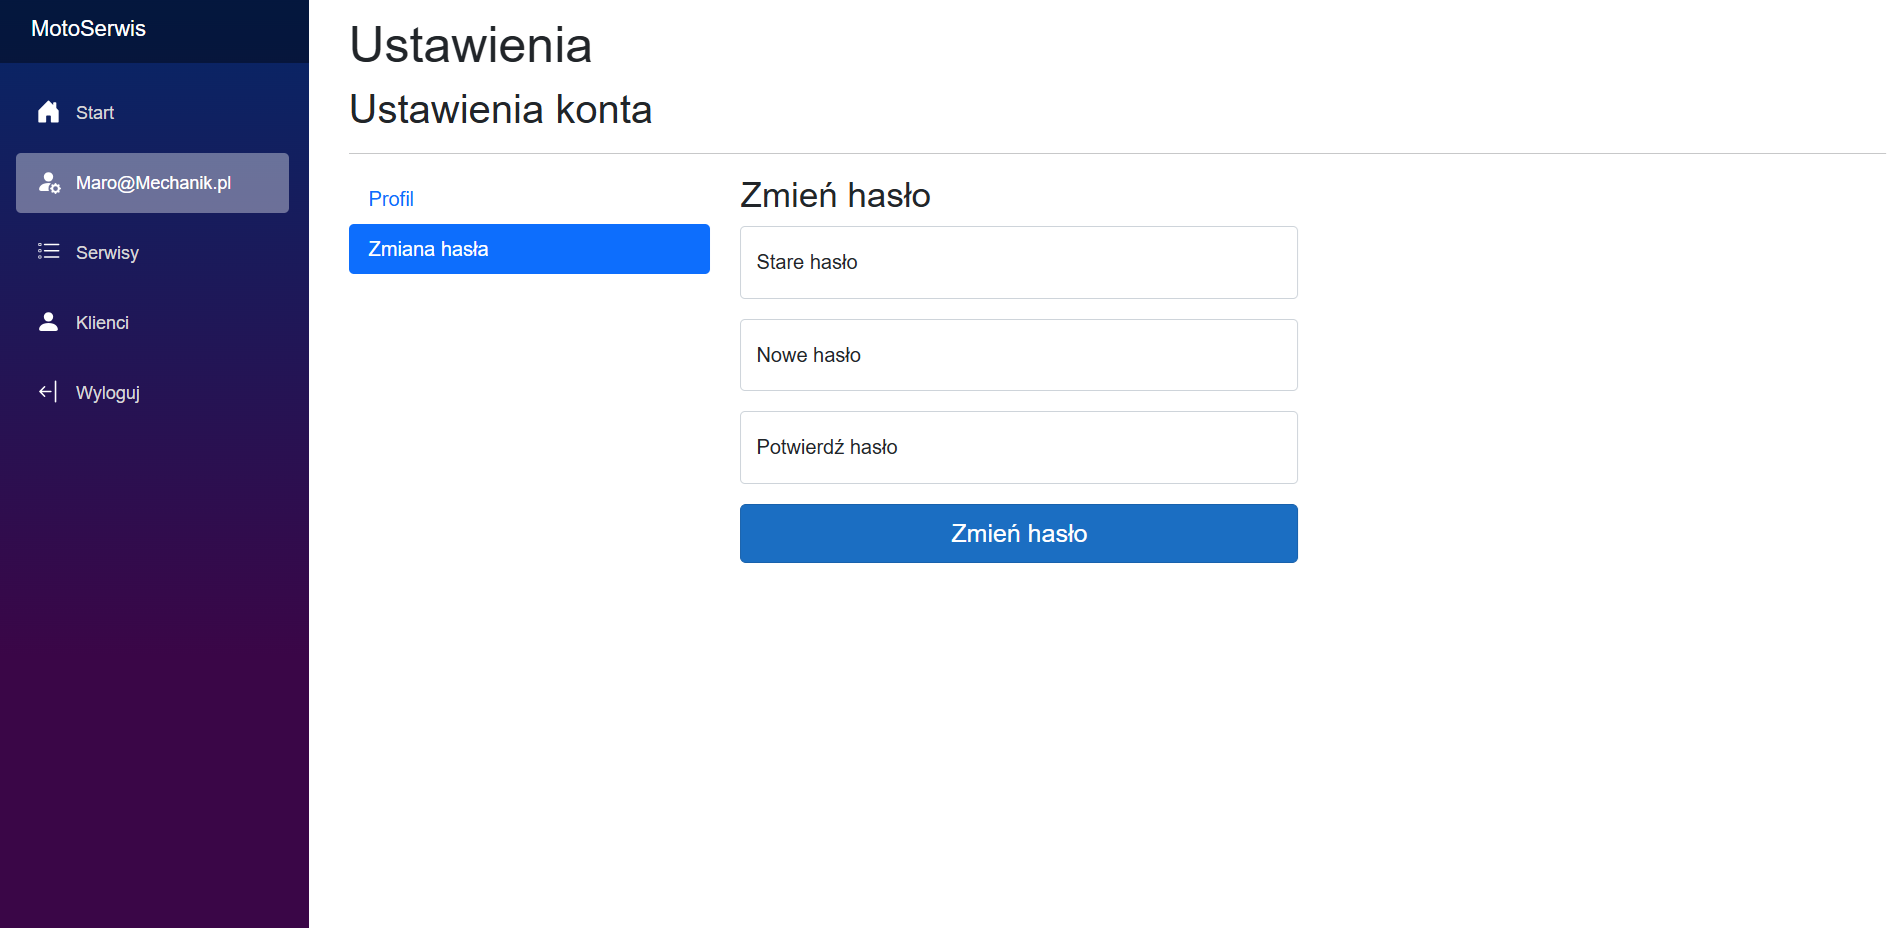 MotoSerwis
Start
Maro@Mechanik.pl
Serwisy
Klienci
Wyloguj
Ustawienia
Ustawienia konta
Profil
Zmiana hasła
Zmień hasło
Stare hasło
Nowe hasło
Potwierdź hasło
Zmień hasło